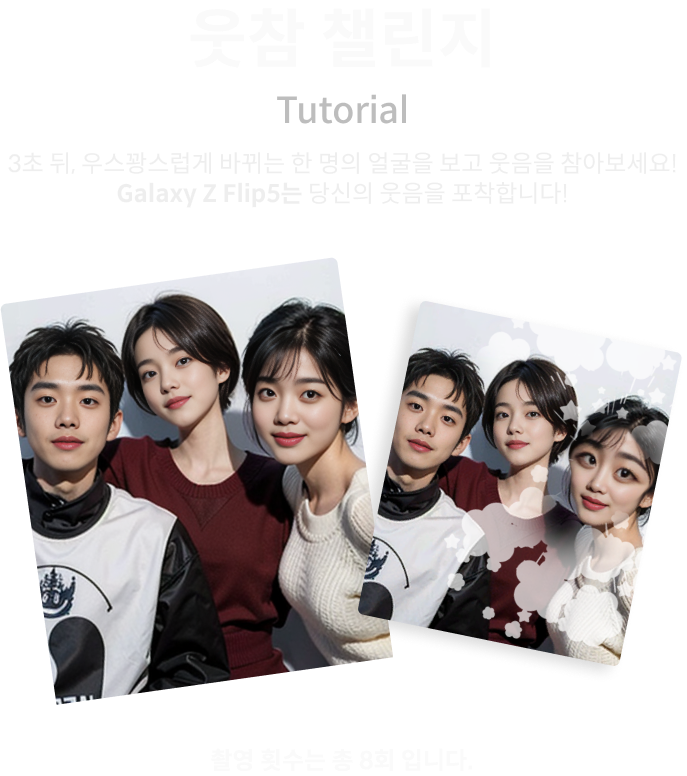 웃참 챌린지
Tutorial
3초 뒤, 우스꽝스럽게 바뀌는 한 명의 얼굴을 보고 웃음을 참아보세요!
Galaxy Z Flip5는 당신의 웃음을 포착합니다!
촬영 횟수는 총 8회 입니다.